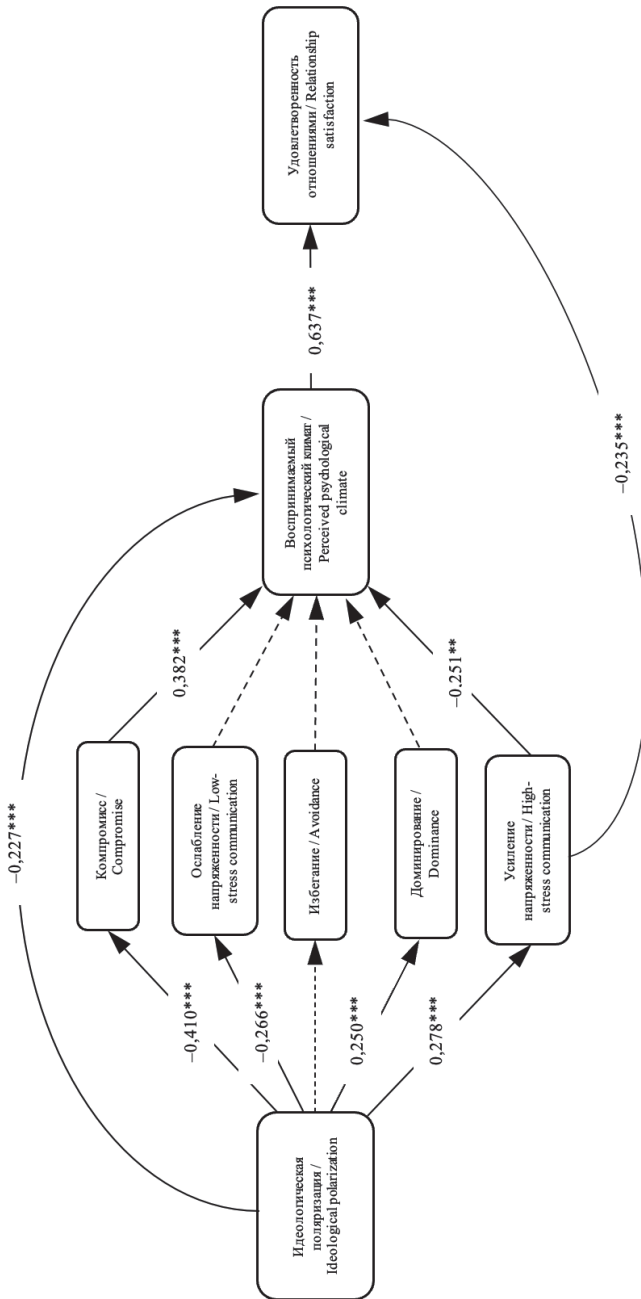 −0,227***
Идеологическая
поляризация /
Ideological polarization
−0,410***
−0,266***
0,250***
0,278***
Компромисс /
Compromise
Ослабление
напряженности / Low-
stress communication
Избегание / Avoidance
Доминирование /
Dominance
Усиление
напряженности / High-
stress communication
0,382***
−0.251**
Воспринимаемый
психологический климат /
Perceived psychological
climate
0,637***
Удовлетворенность
отношениями / Relationship
satisfaction
−0,235***